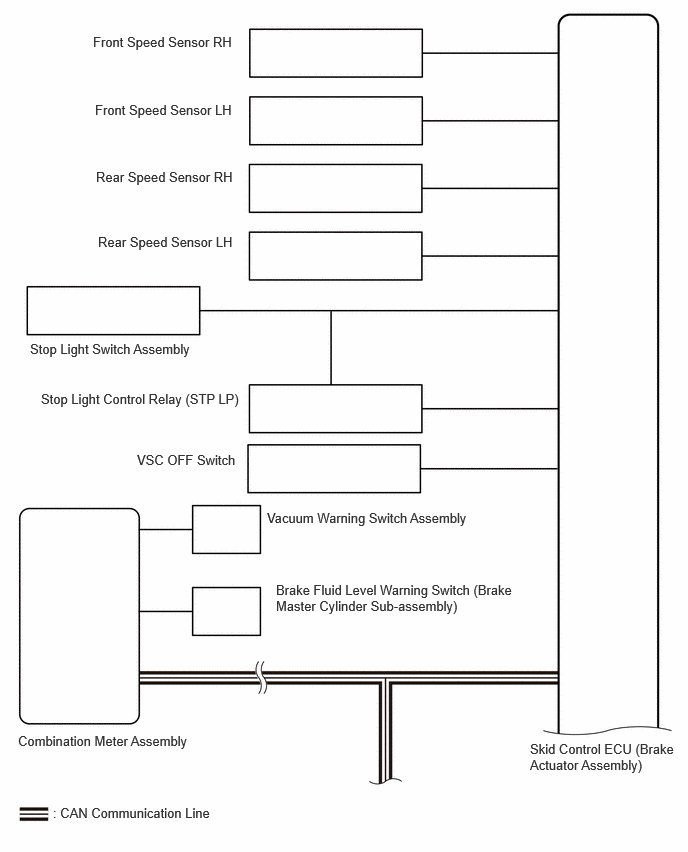 Front Speed Sensor RH
Front Speed Sensor LH
Rear Speed Sensor RH
Rear Speed Sensor LH
Stop Light Switch Assembly
Stop Light Control Relay (STP LP)
VSC OFF Switch
Vacuum Warning Switch Assembly
Brake Fluid Level Warning Switch (Brake
Master Cylinder Sub-assembly)
Combination Meter Assembly
Skid Control ECU (Brake
Actuator Assembly)
: CAN Communication Line